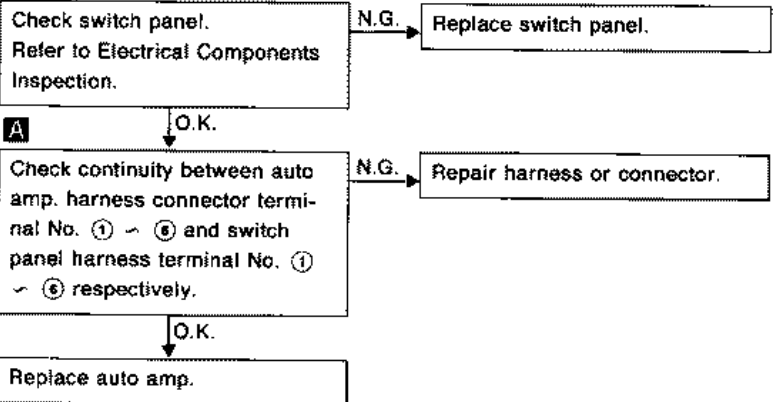 Check switch panel.
Refer to Electrical Components
Inspection.
N.G.
Replace switch panel.
O.K.
A
Check continuity between auto
amp. harness connector termi-
nal No. ① ∽ ⑥ and switch
panel harness terminal No. ①
∽ ⑥ respectively.
N.G.
Repair harness or connector.
O.K.
Replace auto amp.